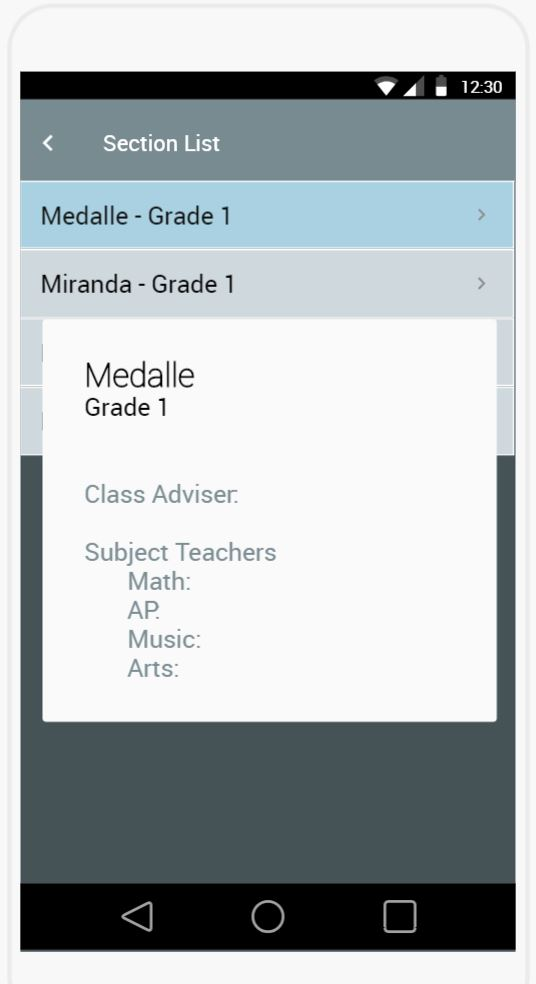 12:30
Section List
Medalle - Grade 1
Miranda - Grade 1
Medalle
Grade 1
Class Adviser:
Subject Teachers
Math:
AP:
Music:
Arts: